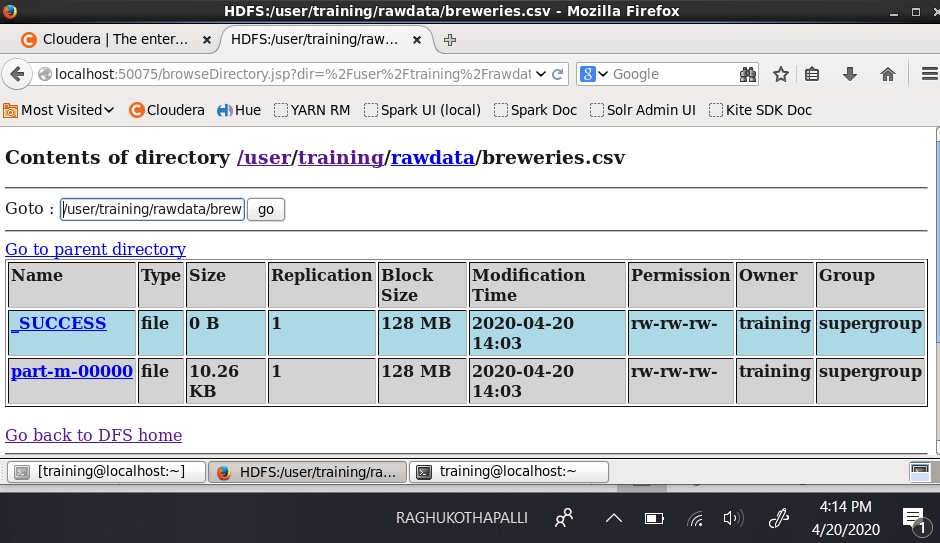 HDFS:/user/training/rawdata/breweries.csv - Mozilla Firefox
Cloudera | The enter... HDFS:/user/training/raw...
localhost:50075/browseDirectory.jsp?dir=%2Fuser%2Ftraining%2Frawdat Google
Most Visited Cloudera Hue YARN RM Spark UI (local) Spark Doc Solr Admin UI Kite SDK Doc
Contents of directory /user/training/rawdata/breweries.csv
Goto : /user/training/rawdata/brew go
Go to parent directory
Name Type Size Replication Block Size Modification Time Permission Owner Group
_SUCCESS file 0 B 1 128 MB 2020-04-20 14:03 rw-rw-rw- training supergroup
part-m-00000 file 10.26 KB 1 128 MB 2020-04-20 14:03 rw-rw-rw- training supergroup
Go back to DFS home
[training@localhost:~] HDFS:/user/training/ra... training@localhost:~
RAGHUKOTHAPALLI 4:14 PM
4/20/2020 1